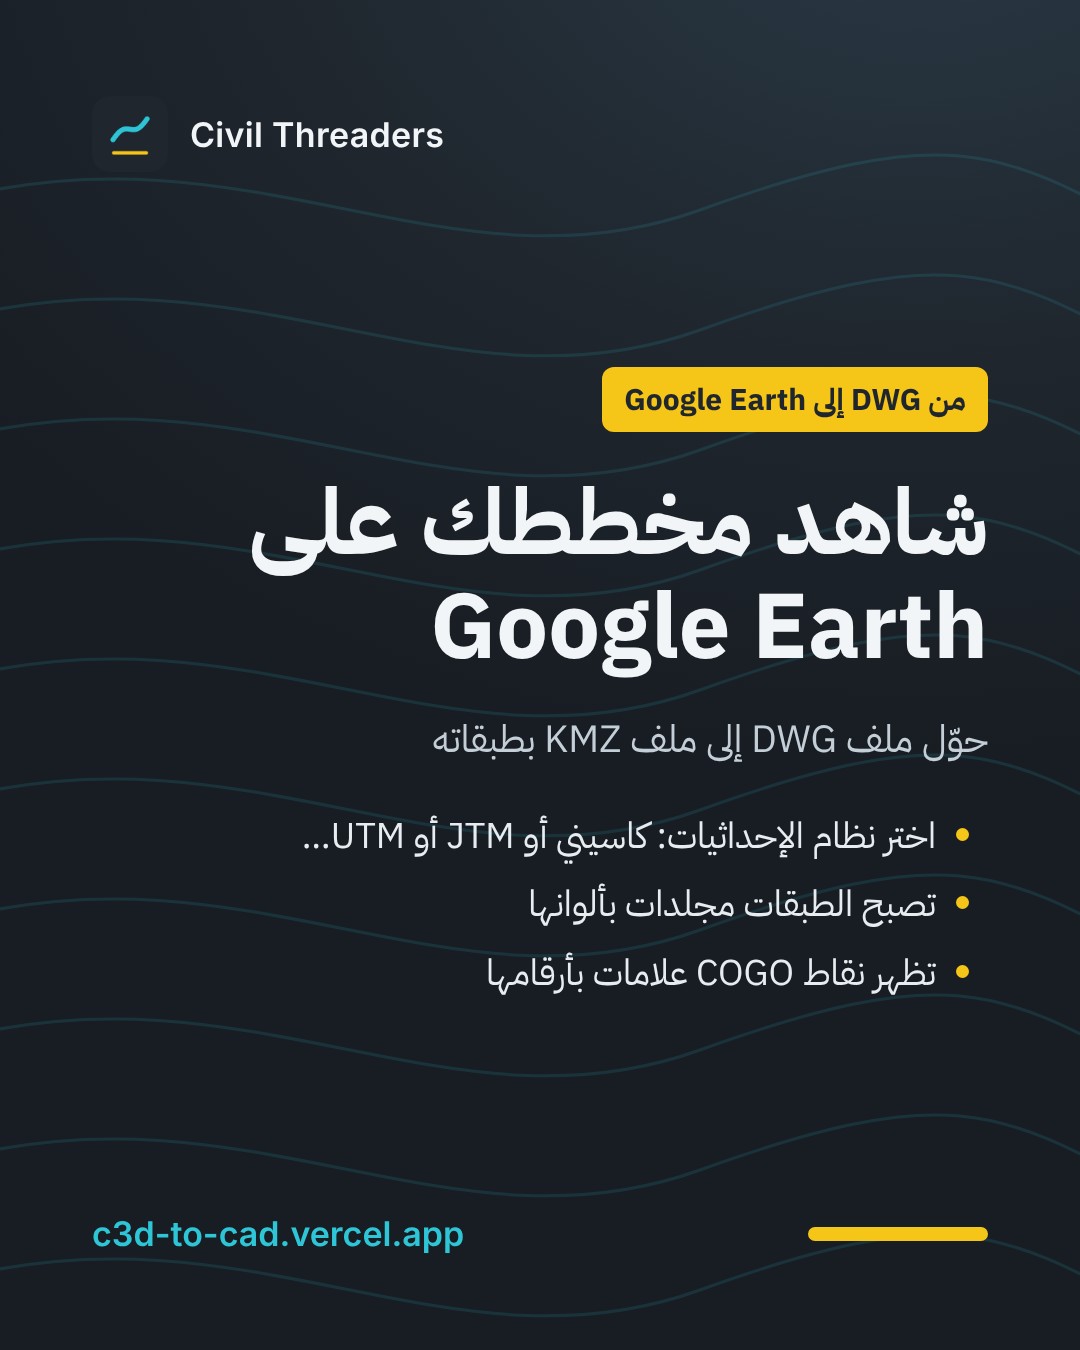 Civil Threaders
من DWG إلى Google Earth
شاهد مخططك على
Google Earth
حوّل ملف DWG إلى ملف KMZ بطبقاته
اختر نظام الإحداثيات: كاسيني أو JTM أو UTM...
تصبح الطبقات مجلدات بألوانها
تظهر نقاط COGO علامات بأرقامها
c3d-to-cad.vercel.app